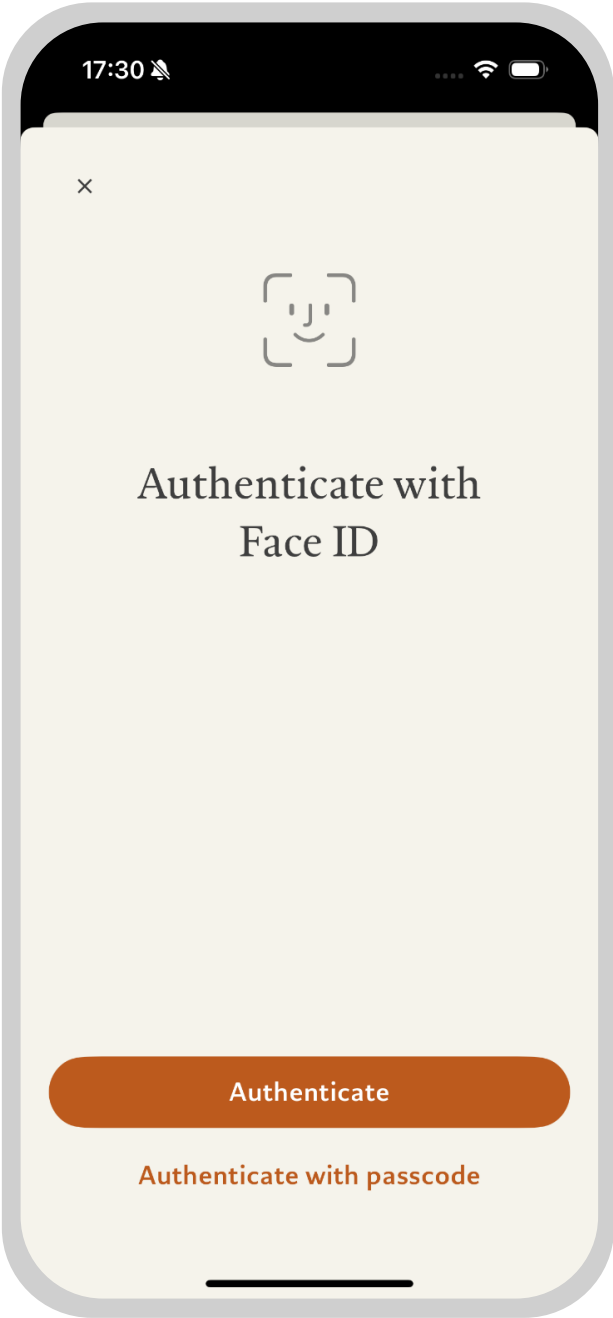 17:30
Authenticate with
Face ID
Authenticate
Authenticate with passcode